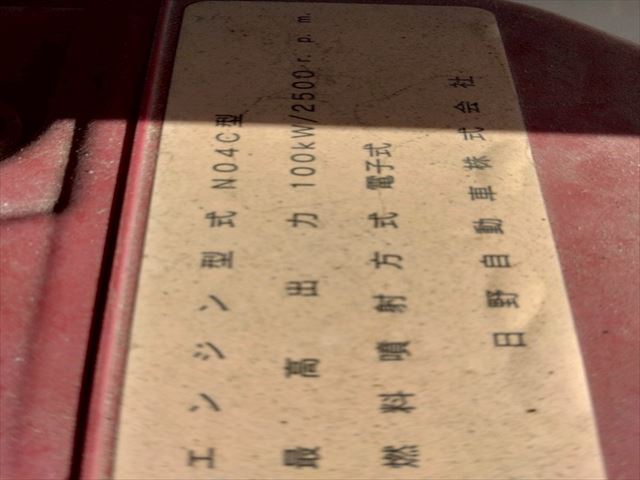 エンジン型式 N04C型
最高出力 100kW/2500r.p.m.
燃料噴射方式 電子式
日野自動車株式会社